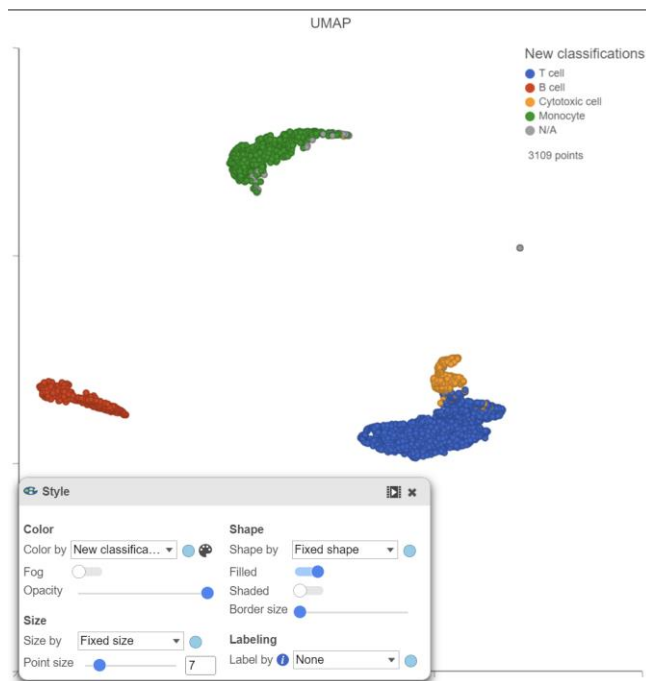 UMAP
New classifications
T cell
B cell
Cytotoxic cell
Monocyte
N/A
3109 points
Style
Color
Color by New classifica...
Fog
Opacity
Size
Size by Fixed size
Point size 7
Shape
Shape by Fixed shape
Filled
Shaded
Border size
Labeling
Label by i None